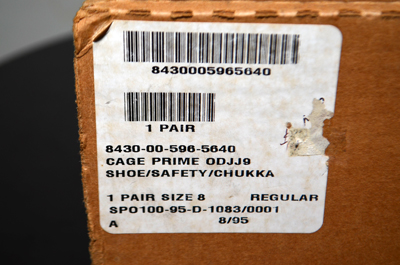 8430005965640
1 PAIR
8430-00-596-5640
CAGE PRIME ODJJ9
SHOE/SAFETY/CHUKKA
1 PAIR SIZE 8 REGULAR
SPO100-95-D-1083/0001
A 8/95